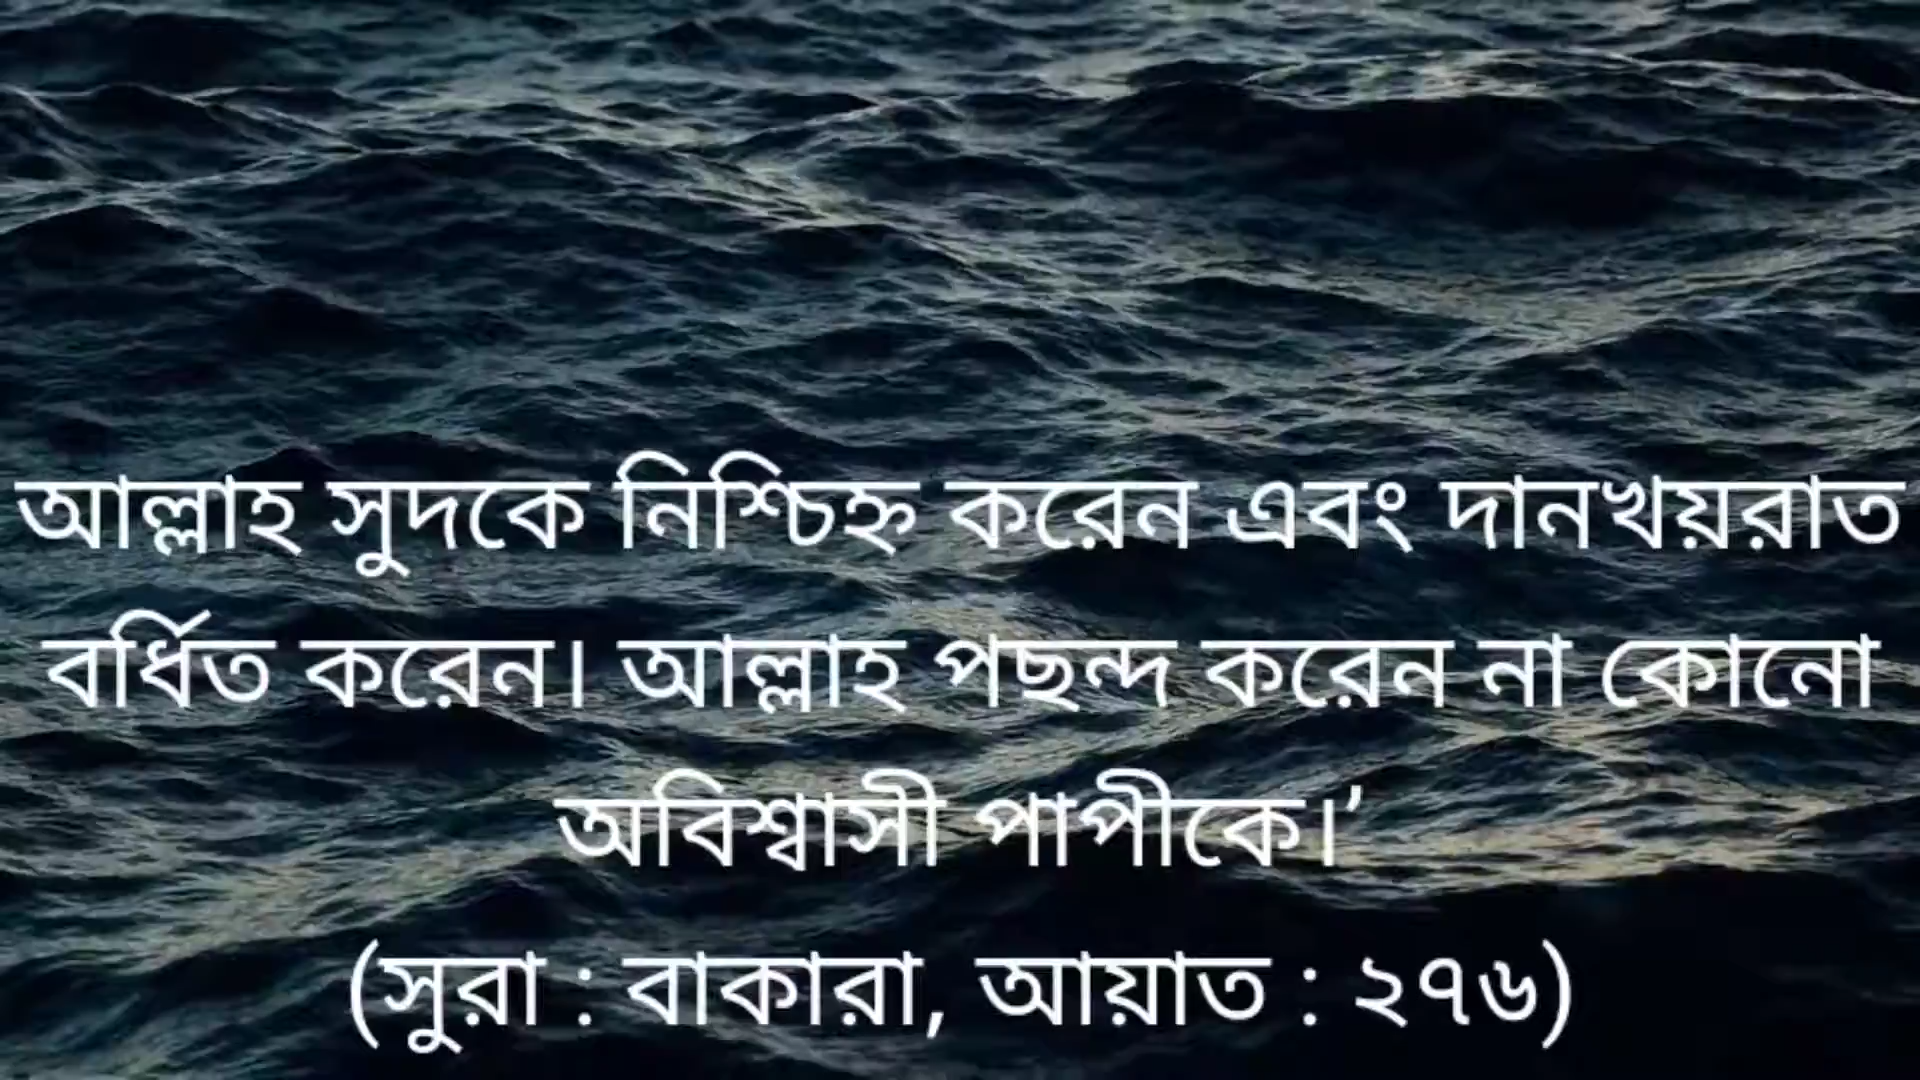 আল্লাহ সুদকে নিশ্চিহ্ন করেন এবং দানখয়রাত
বর্ধিত করেন। আল্লাহ পছন্দ করেন না কোনো
অবিশ্বাসী পাপীকে।’
(সুরা : বাকারা, আয়াত : ২৭৬)